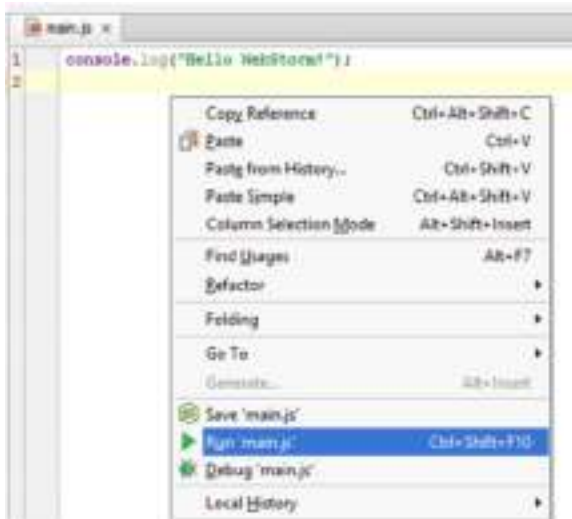 main.js ×
1 console.log("Hello WebStorm!");
2
Copy Reference Ctrl+Alt+Shift+C
Paste Ctrl+V
Paste from History... Ctrl+Shift+V
Paste Simple Ctrl+Alt+Shift+V
Column Selection Mode Alt+Shift+Insert
Find Usages Alt+F7
Refactor
Folding
Go To
Generate... Alt+Insert
Save 'main.js'
Run 'main.js' Ctrl+Shift+F10
Debug 'main.js'
Local History